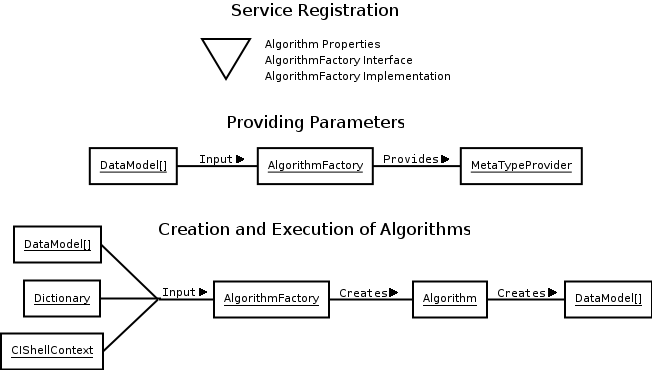 Service Registration
Algorithm Properties
AlgorithmFactory Interface
AlgorithmFactory Implementation
Providing Parameters
DataModel[]
Input
AlgorithmFactory
Provides
MetaTypeProvider
Creation and Execution of Algorithms
DataModel[]
Dictionary
CIShellContext
Input
AlgorithmFactory
Creates
Algorithm
Creates
DataModel[]